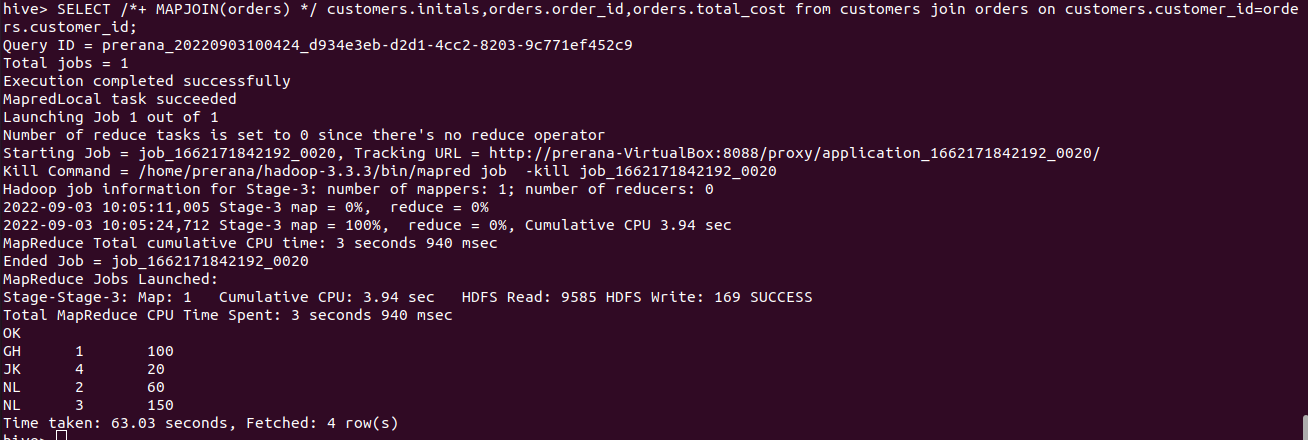 hive> SELECT /*+ MAPJOIN(orders) */ customers.initals,orders.order_id,orders.total_cost from customers join orders on customers.customer_id=orde
rs.customer_id;
Query ID = prerana_20220903100424_d934e3eb-d2d1-4cc2-8203-9c771ef452c9
Total jobs = 1
Execution completed successfully
MapredLocal task succeeded
Launching Job 1 out of 1
Number of reduce tasks is set to 0 since there's no reduce operator
Starting Job = job_1662171842192_0020, Tracking URL = http://prerana-VirtualBox:8088/proxy/application_1662171842192_0020/
Kill Command = /home/prerana/hadoop-3.3.3/bin/mapred job  -kill job_1662171842192_0020
Hadoop job information for Stage-3: number of mappers: 1; number of reducers: 0
2022-09-03 10:05:11,005 Stage-3 map = 0%,  reduce = 0%
2022-09-03 10:05:24,712 Stage-3 map = 100%,  reduce = 0%, Cumulative CPU 3.94 sec
MapReduce Total cumulative CPU time: 3 seconds 940 msec
Ended Job = job_1662171842192_0020
MapReduce Jobs Launched:
Stage-Stage-3: Map: 1   Cumulative CPU: 3.94 sec   HDFS Read: 9585 HDFS Write: 169 SUCCESS
Total MapReduce CPU Time Spent: 3 seconds 940 msec
OK
GH	1	100
JK	4	20
NL	2	60
NL	3	150
Time taken: 63.03 seconds, Fetched: 4 row(s)
hive>